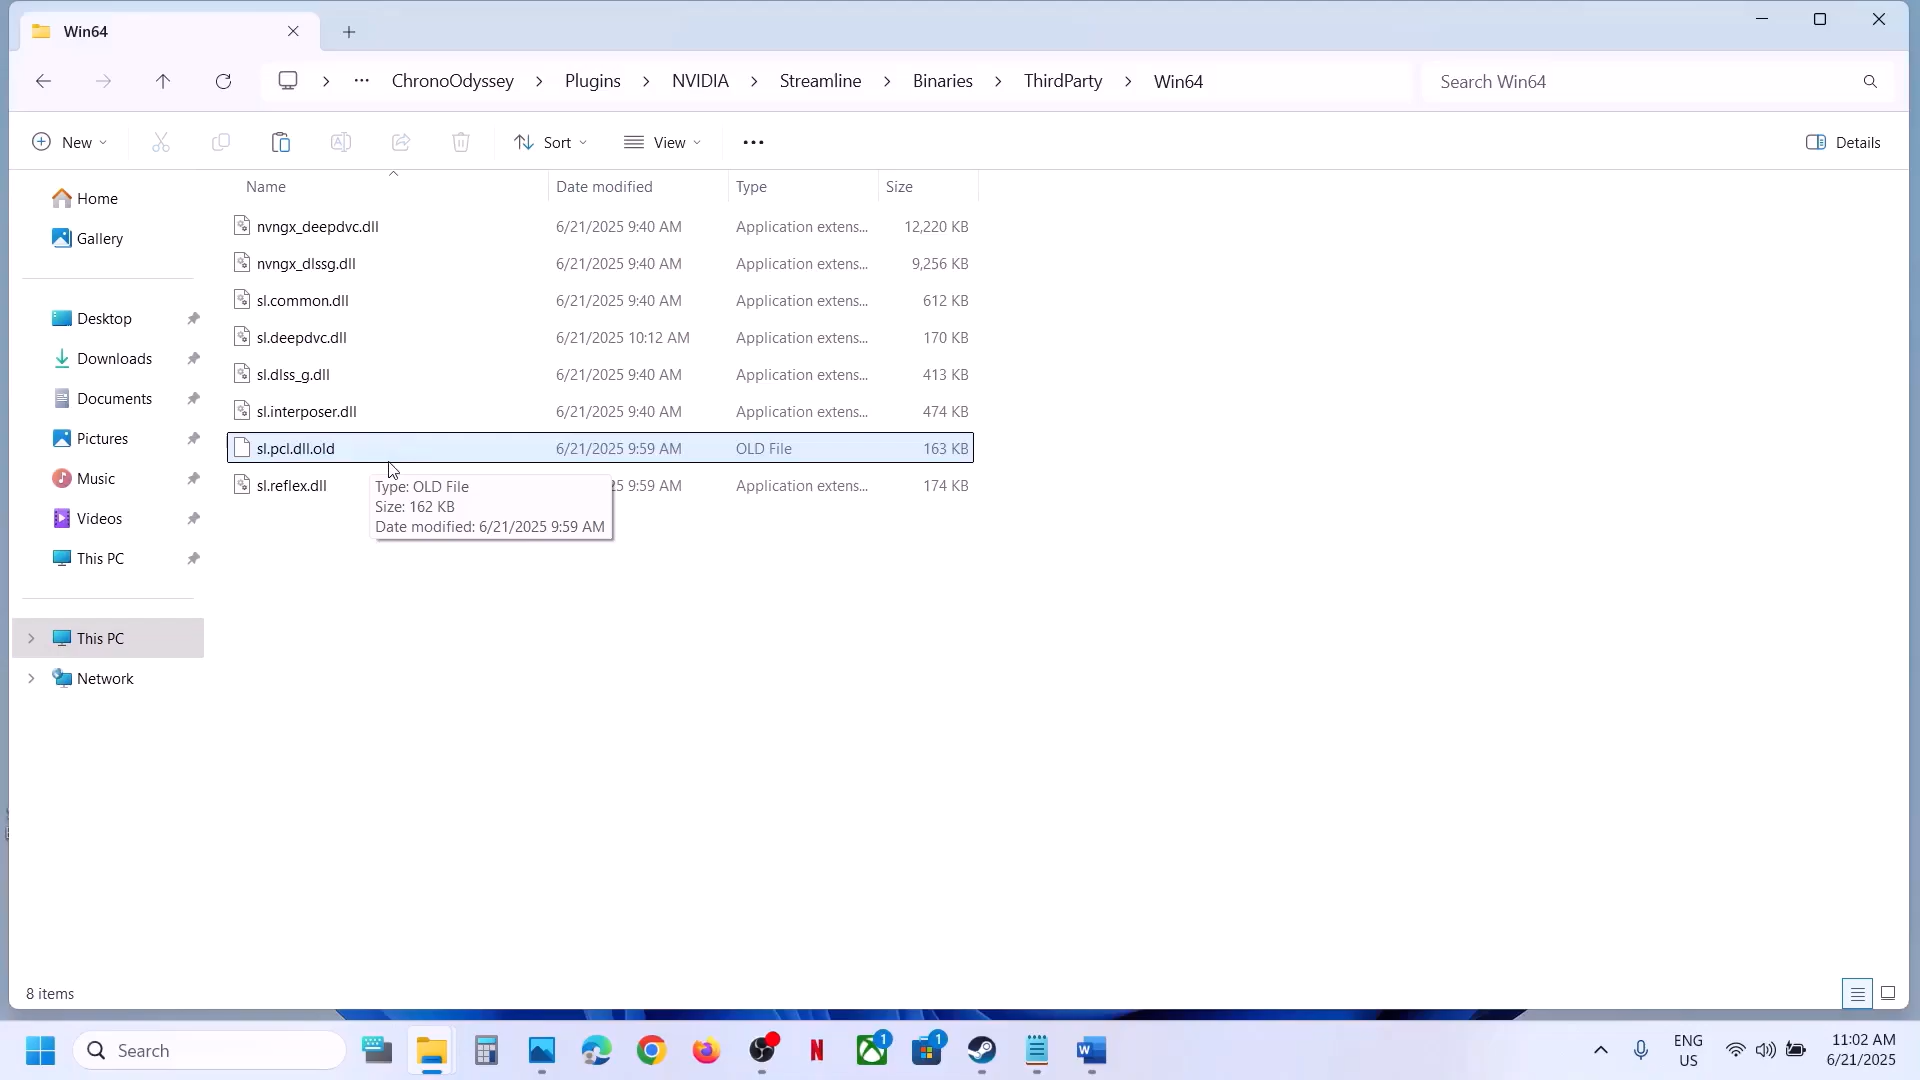 Win64
ChronoOdyssey > Plugins > NVIDIA > Streamline > Binaries > ThirdParty > Win64
Search Win64
New
Sort
View
Details
Name Date modified Type Size
nvngx_deepdvc.dll 6/21/2025 9:40 AM Application extens... 12,220 KB
nvngx_dlssg.dll 6/21/2025 9:40 AM Application extens... 9,256 KB
sl.common.dll 6/21/2025 9:40 AM Application extens... 612 KB
sl.deepdvc.dll 6/21/2025 10:12 AM Application extens... 170 KB
sl.dlss_g.dll 6/21/2025 9:40 AM Application extens... 413 KB
sl.interposer.dll 6/21/2025 9:40 AM Application extens... 474 KB
sl.pcl.dll.old 6/21/2025 9:59 AM OLD File 163 KB
sl.reflex.dll 25 9:59 AM Application extens... 174 KB
Type: OLD File
Size: 162 KB
Date modified: 6/21/2025 9:59 AM
Home
Gallery
Desktop
Downloads
Documents
Pictures
Music
Videos
This PC
This PC
Network
8 items
Search
1
1
ENG
US
11:02 AM
6/21/2025